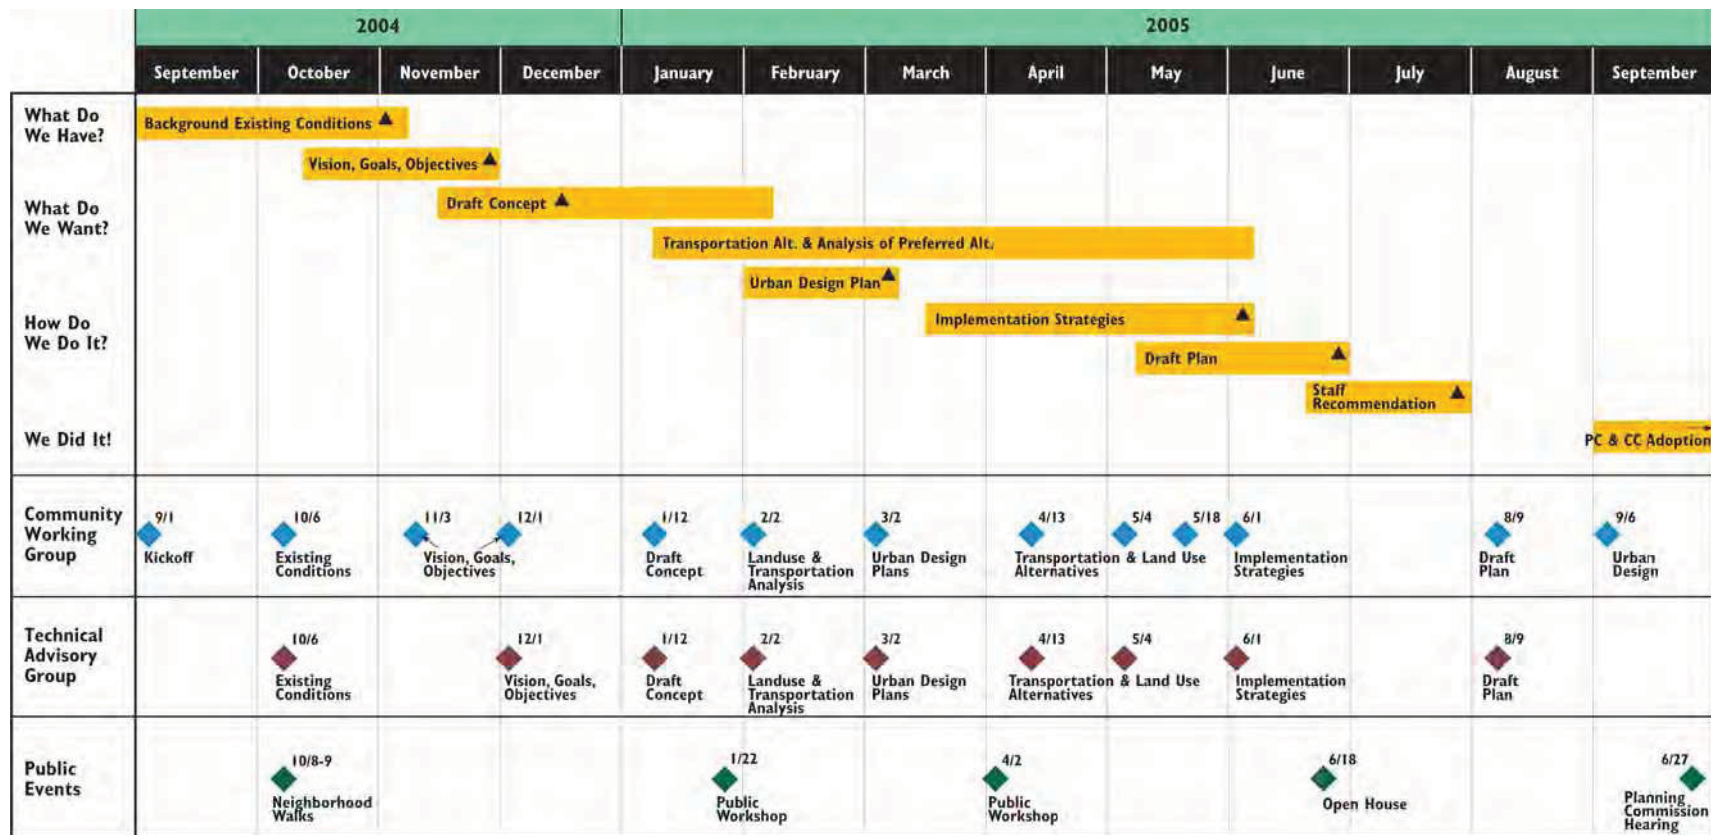 2004
2005
September
October
November
December
January
February
March
April
May
June
July
August
September
What Do
We Have?
Background Existing Conditions
Vision, Goals, Objectives
What Do
We Want?
Draft Concept
Transportation Alt. & Analysis of Preferred Alt.
Urban Design Plan
How Do
We Do It?
Implementation Strategies
Draft Plan
Staff
Recommendation
We Did It!
PC & CC Adoption
Community
Working
Group
9/1
Kickoff
10/6
Existing
Conditions
11/3
12/1
Vision, Goals,
Objectives
1/12
Draft
Concept
2/2
Landuse &
Transportation
Analysis
3/2
Urban Design
Plans
4/13
5/4
5/18
Transportation & Land Use
Alternatives
6/1
Implementation
Strategies
8/9
Draft
Plan
9/6
Urban
Design
Technical
Advisory
Group
10/6
Existing
Conditions
12/1
Vision, Goals,
Objectives
1/12
Draft
Concept
2/2
Landuse &
Transportation
Analysis
3/2
Urban Design
Plans
4/13
5/4
Transportation & Land Use
Alternatives
6/1
Implementation
Strategies
8/9
Draft
Plan
Public
Events
10/8-9
Neighborhood
Walks
1/22
Public
Workshop
4/2
Public
Workshop
6/18
Open House
6/27
Planning
Commission
Hearing